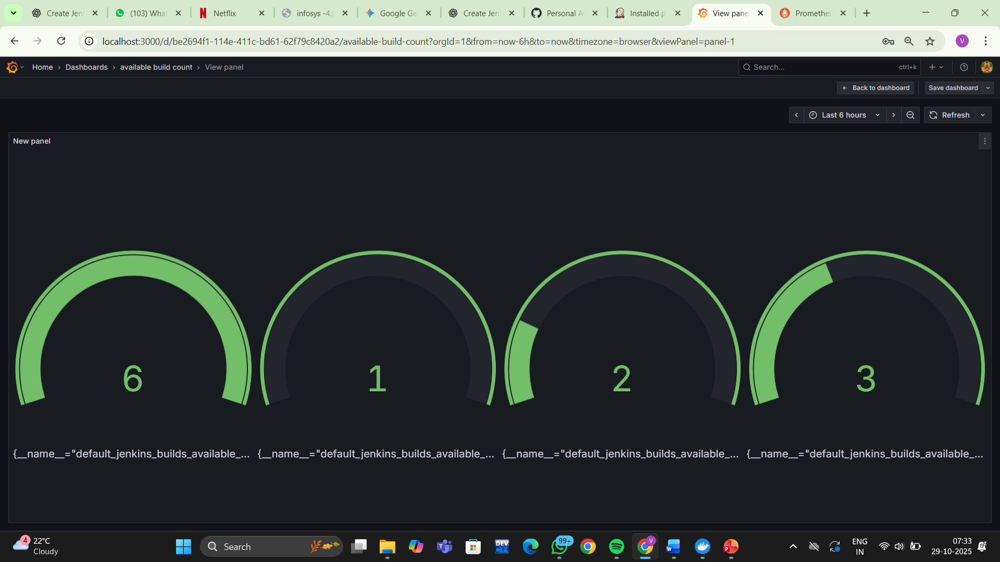 Create Jen
(103) What
Netflix
infosys -4.
Google Ge
Create Jen
Personal A
Installed p
View pane
Prometheu
localhost:3000/d/be2694f1-114e-411c-bd61-62f79c8420a2/available-build-count?orgId=1&from=now-6h&to=now&timezone=browser&viewPanel=panel-1
V
Home › Dashboards › available build count › View panel
Search...
ctrl+k
Back to dashboard
Save dashboard
Last 6 hours
Refresh
New panel
6
1
2
3
{__name__="default_jenkins_builds_available_...
{__name__="default_jenkins_builds_available_...
{__name__="default_jenkins_builds_available_...
{__name__="default_jenkins_builds_available_...
4
22°C
Cloudy
Search
DEV
C++
99+
V
ENG
IN
07:33
29-10-2025